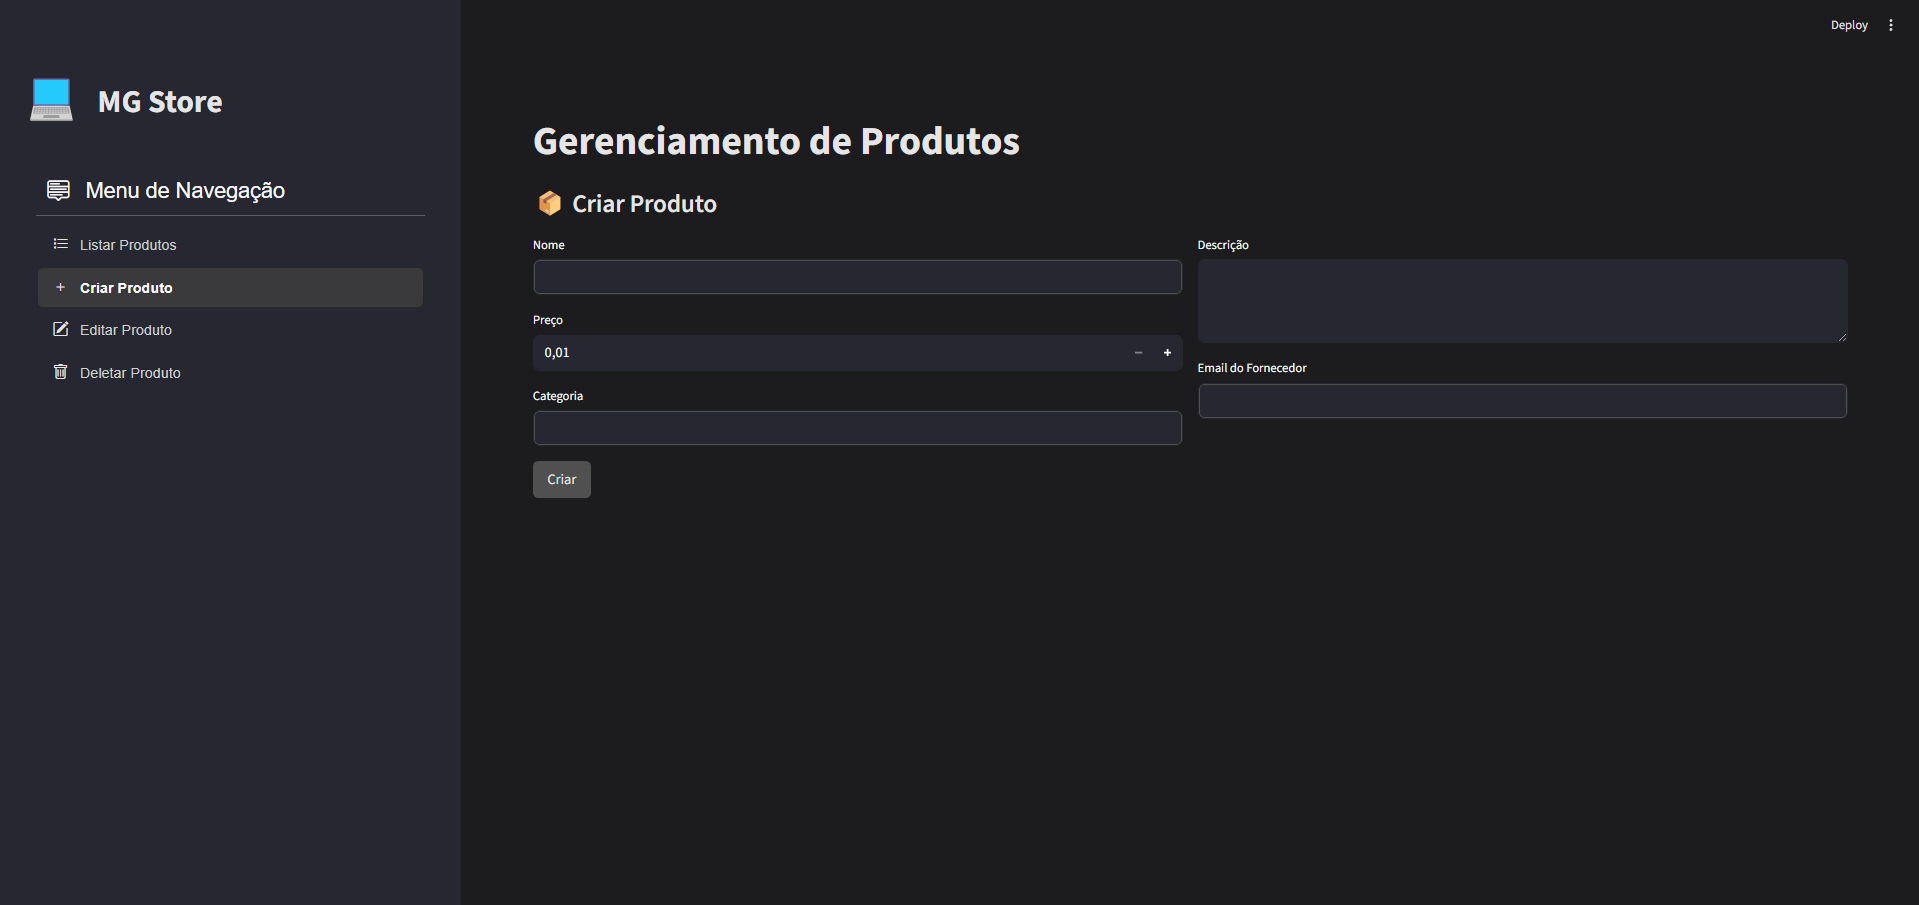 Deploy
MG Store
Menu de Navegação
Listar Produtos
Criar Produto
Editar Produto
Deletar Produto
Gerenciamento de Produtos
Criar Produto
Nome
Preço
0,01
Categoria
Criar
Descrição
Email do Fornecedor